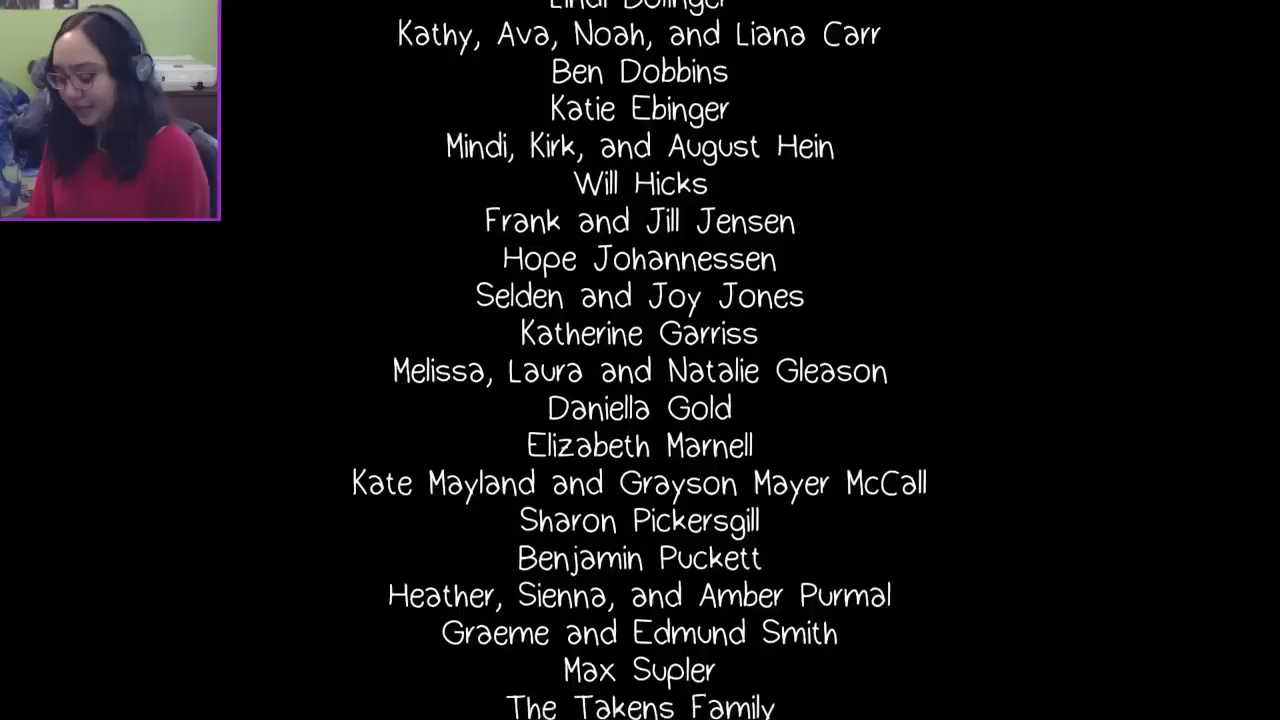 Kathy, Ava, Noah, and Liana Carr
Ben Dobbins
Katie Ebinger
Mindi, Kirk, and August Hein
Will Hicks
Frank and Jill Jensen
Hope Johannessen
Selden and Joy Jones
Katherine Garriss
Melissa, Laura and Natalie Gleason
Daniella Gold
Elizabeth Marnell
Kate Mayland and Grayson Mayer McCall
Sharon Pickersgill
Benjamin Puckett
Heather, Sienna, and Amber Purmal
Graeme and Edmund Smith
Max Supler
The Takens Family